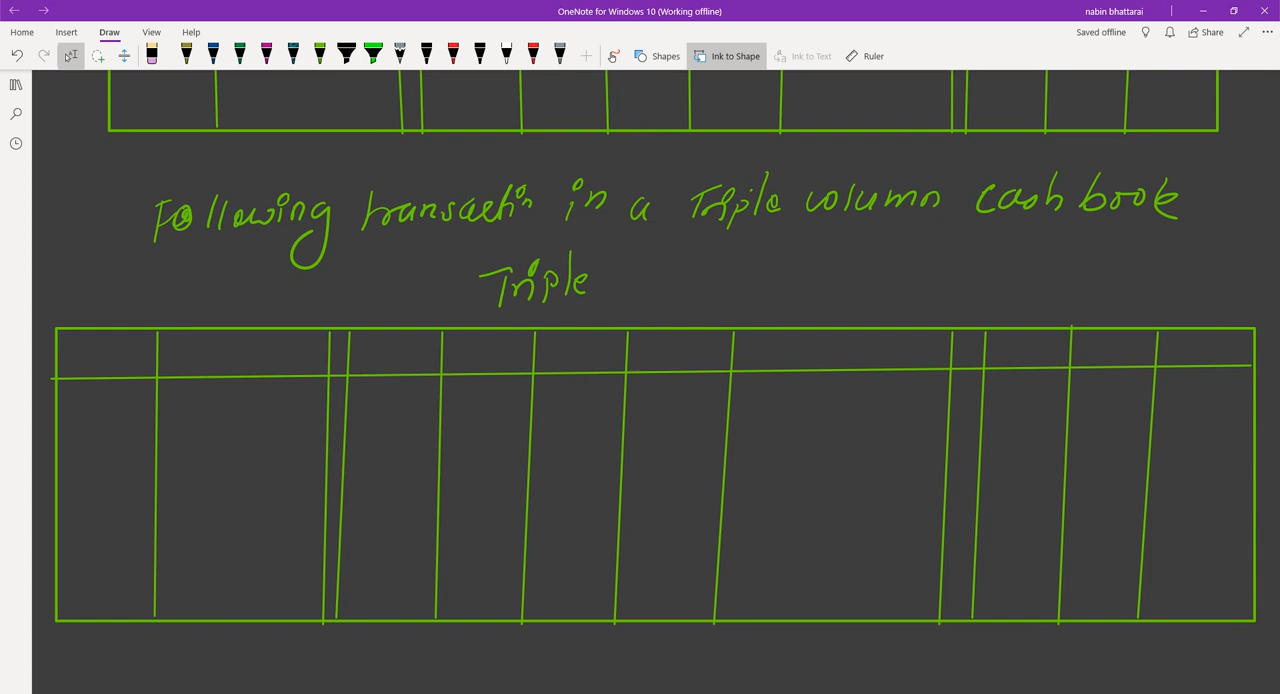 OneNote for Windows 10 (Working offline)
nabin bhattarai
Home Insert Draw View Help
Saved offline
Share
Shapes
Ink to Shape
Ink to Text
Ruler
Following transactin in a Triple column cash book
Triple